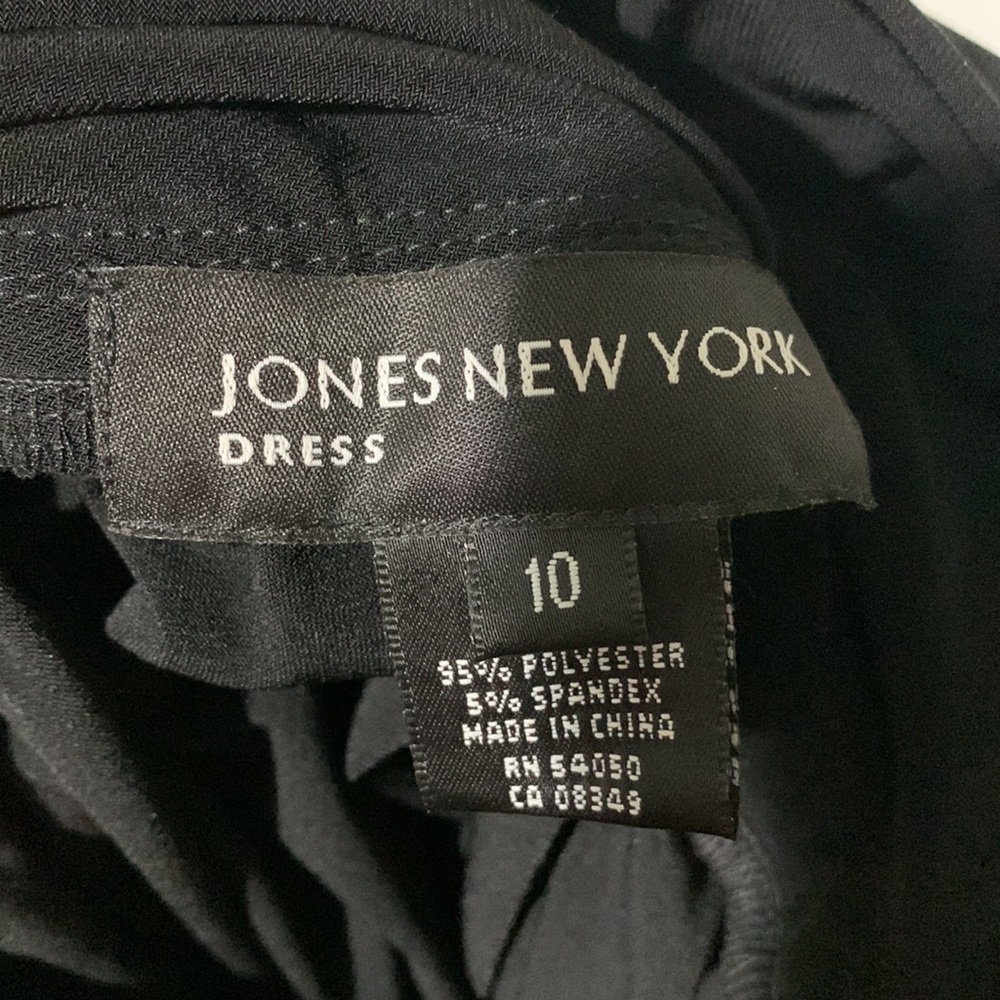 JONES NEW YORK
DRESS
10
95% POLYESTER
5% SPANDEX
MADE IN CHINA
RN 54050
CA 08349